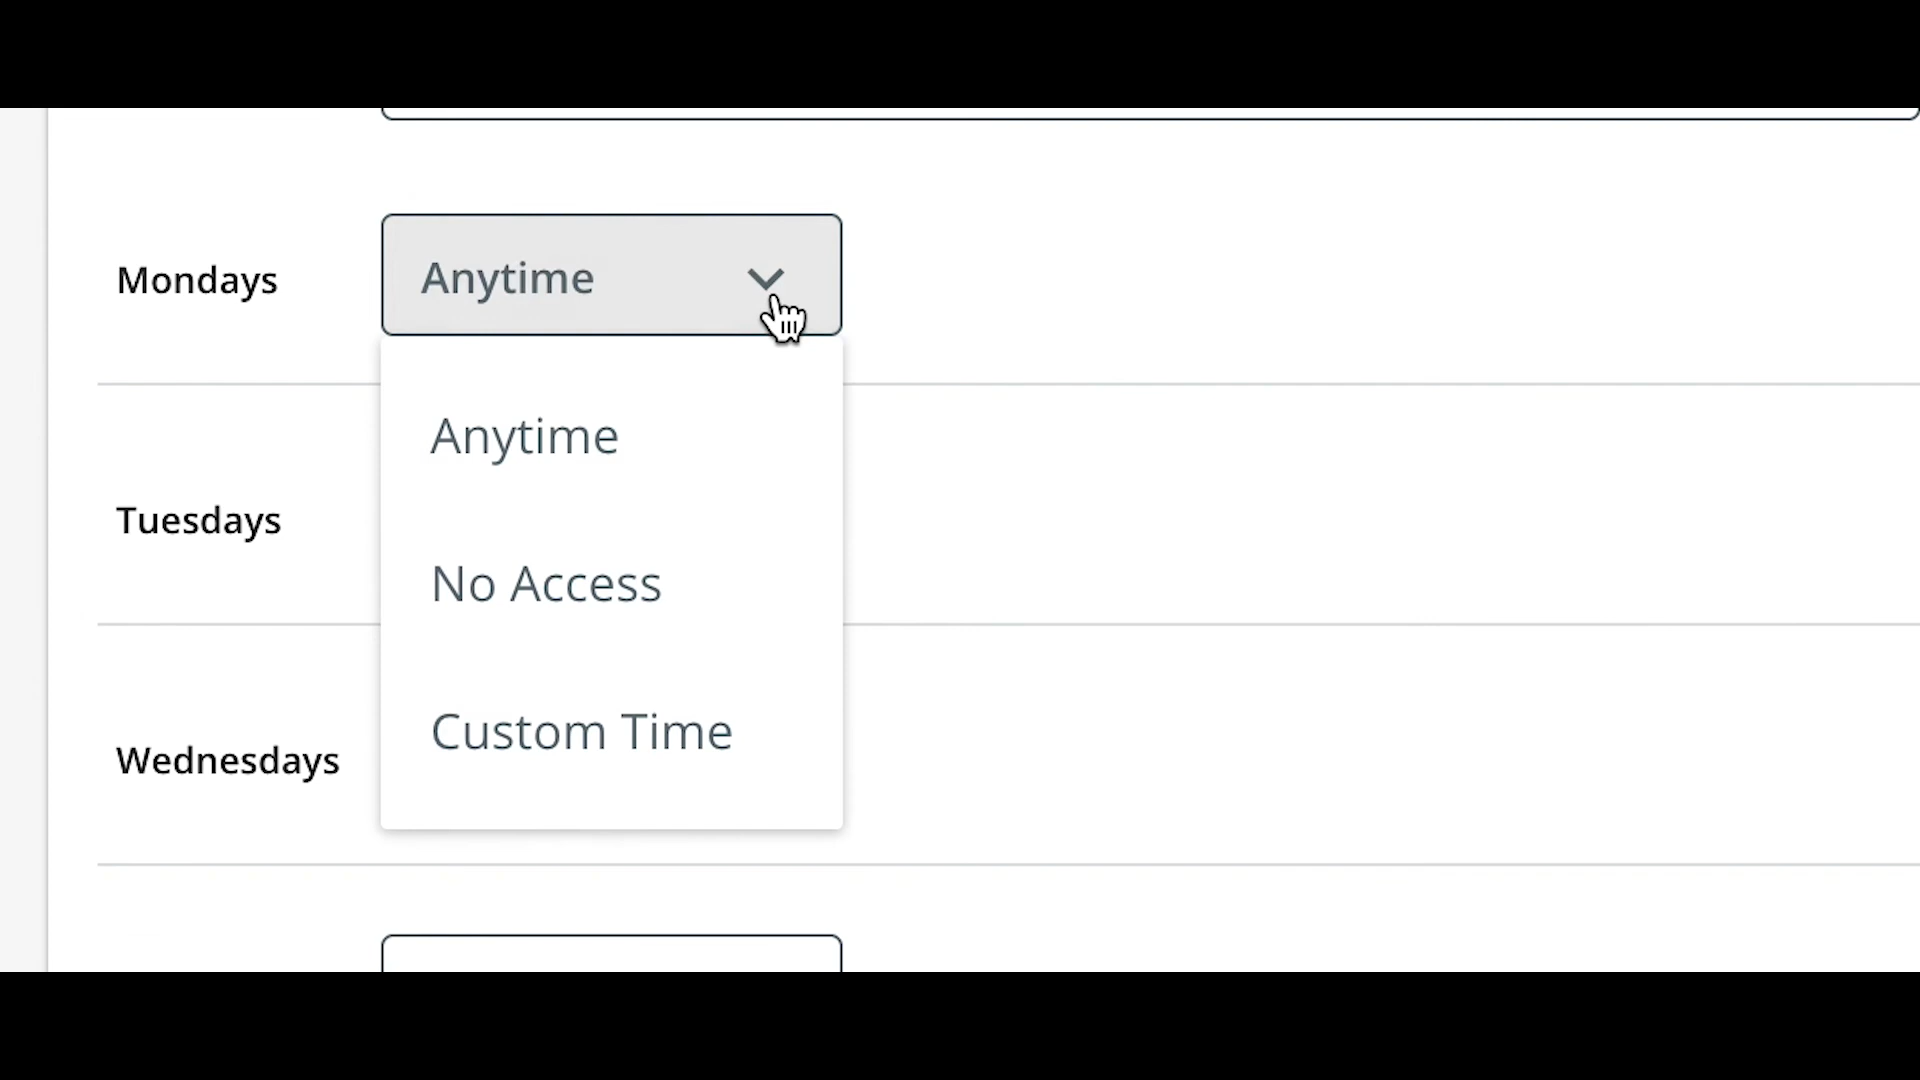 Mondays
Anytime
Anytime
Tuesdays
No Access
Custom Time
Wednesdays